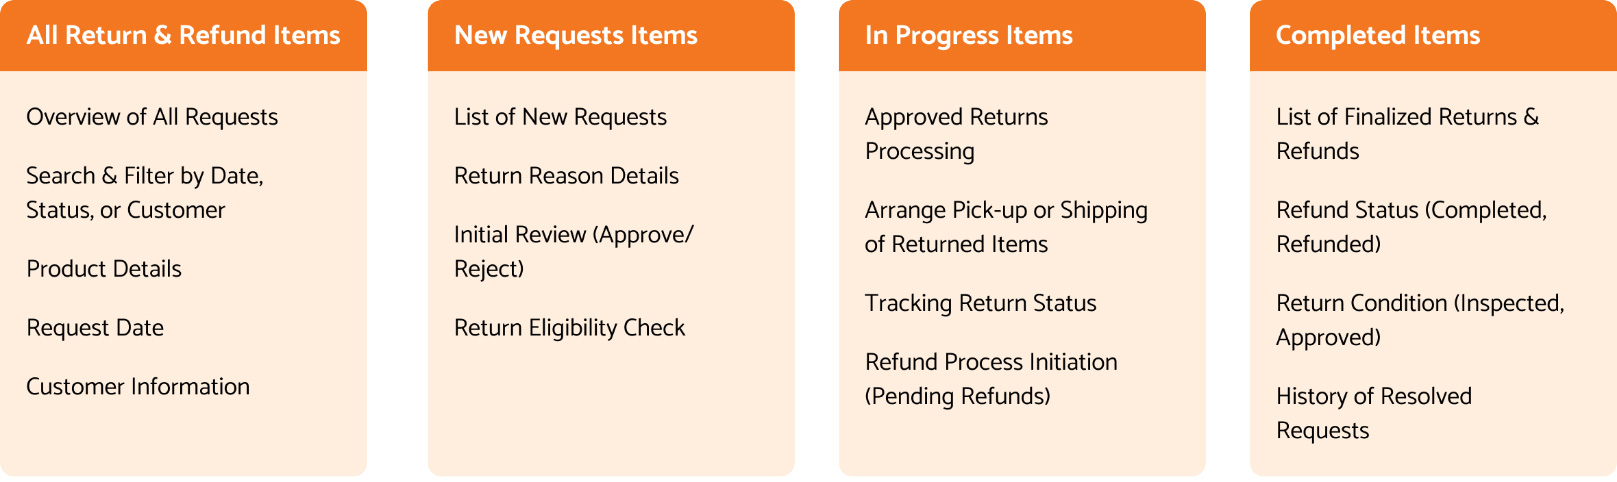 All Return & Refund Items
Overview of All Requests
Search & Filter by Date,
Status, or Customer
Product Details
Request Date
Customer Information
New Requests Items
List of New Requests
Return Reason Details
Initial Review (Approve/
Reject)
Return Eligibility Check
In Progress Items
Approved Returns
Processing
Arrange Pick-up or Shipping
of Returned Items
Tracking Return Status
Refund Process Initiation
(Pending Refunds)
Completed Items
List of Finalized Returns &
Refunds
Refund Status (Completed,
Refunded)
Return Condition (Inspected,
Approved)
History of Resolved
Requests